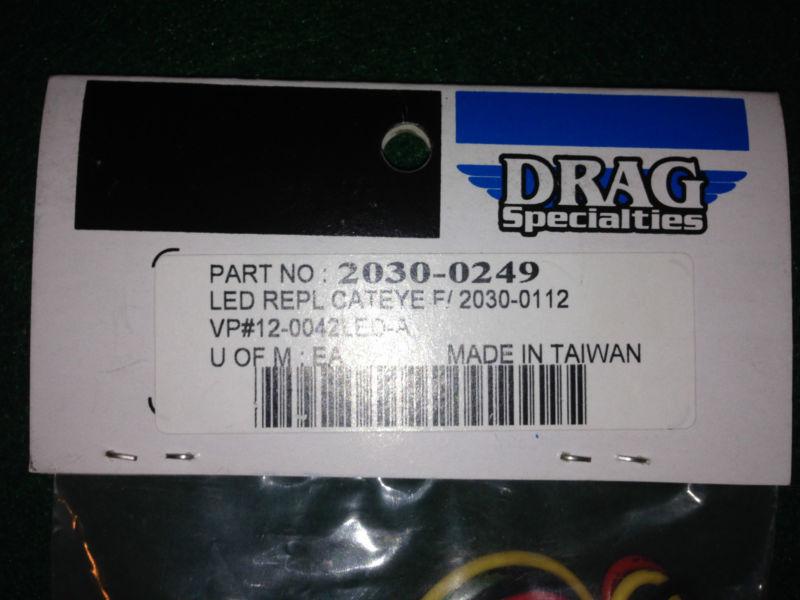 DRAG
Specialties
PART NO : 2030-0249
LED REPL CATEYE F/ 2030-0112
VP#12-0042LED-A
U OF M : EA MADE IN TAIWAN